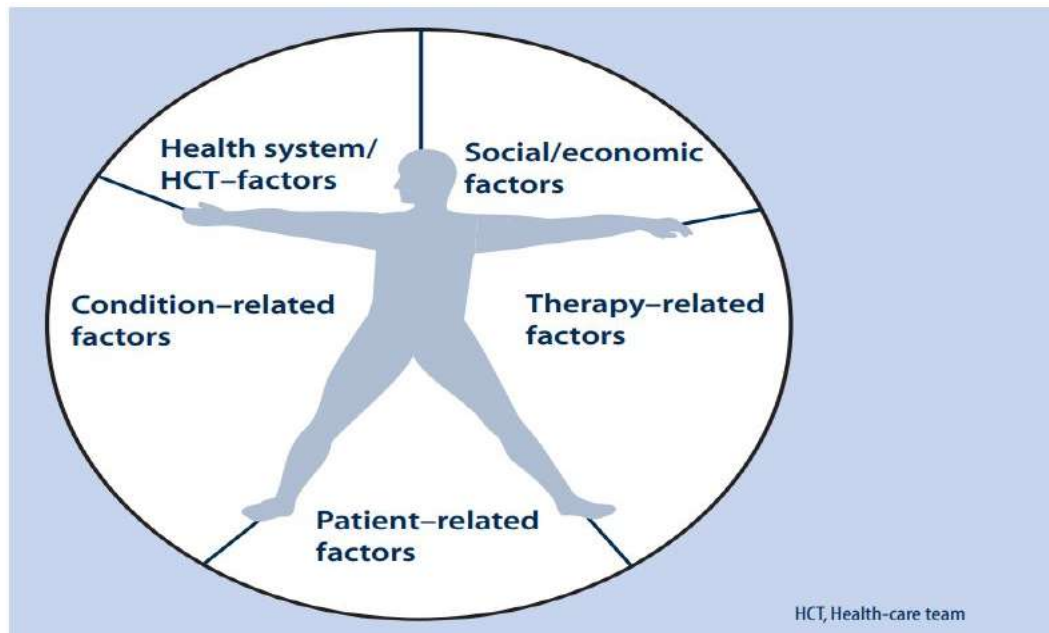 Health system/
HCT–factors
Social/economic
factors
Condition–related
factors
Therapy–related
factors
Patient–related
factors
HCT, Health-care team